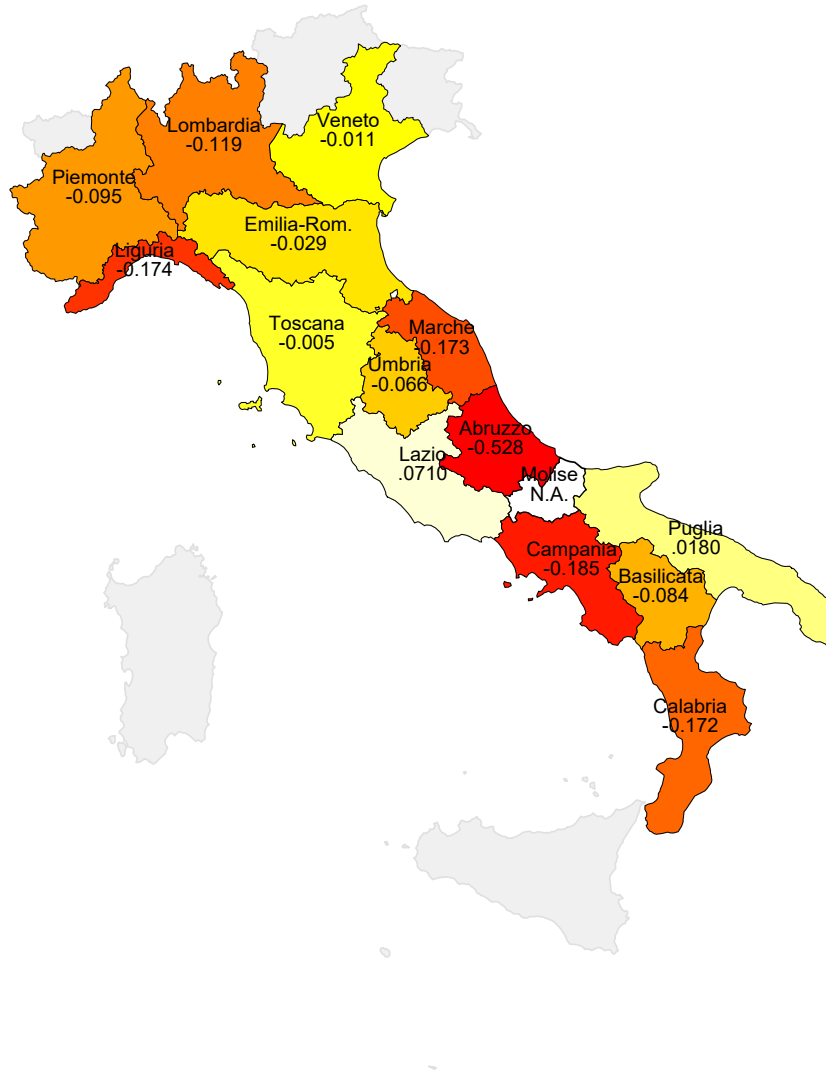 Veneto
-0.011
Lombardia
-0.119
Piemonte
-0.095
Emilia-Rom.
-0.029
Liguria
-0.174
Toscana
-0.005
Marche
-0.173
Umbria
-0.066
Abruzzo
-0.528
Lazio
.0710
Molise
N.A.
Puglia
.0180
Campania
-0.185
Basilicata
-0.084
Calabria
-0.172